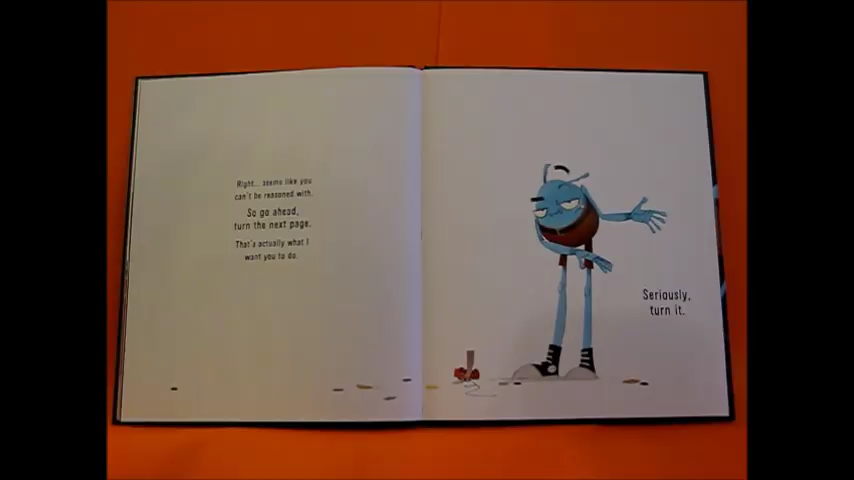 Right... seems like you
can't be reasoned with.
So go ahead,
turn the next page.
That's actually what I
want you to do.
Seriously,
turn it.